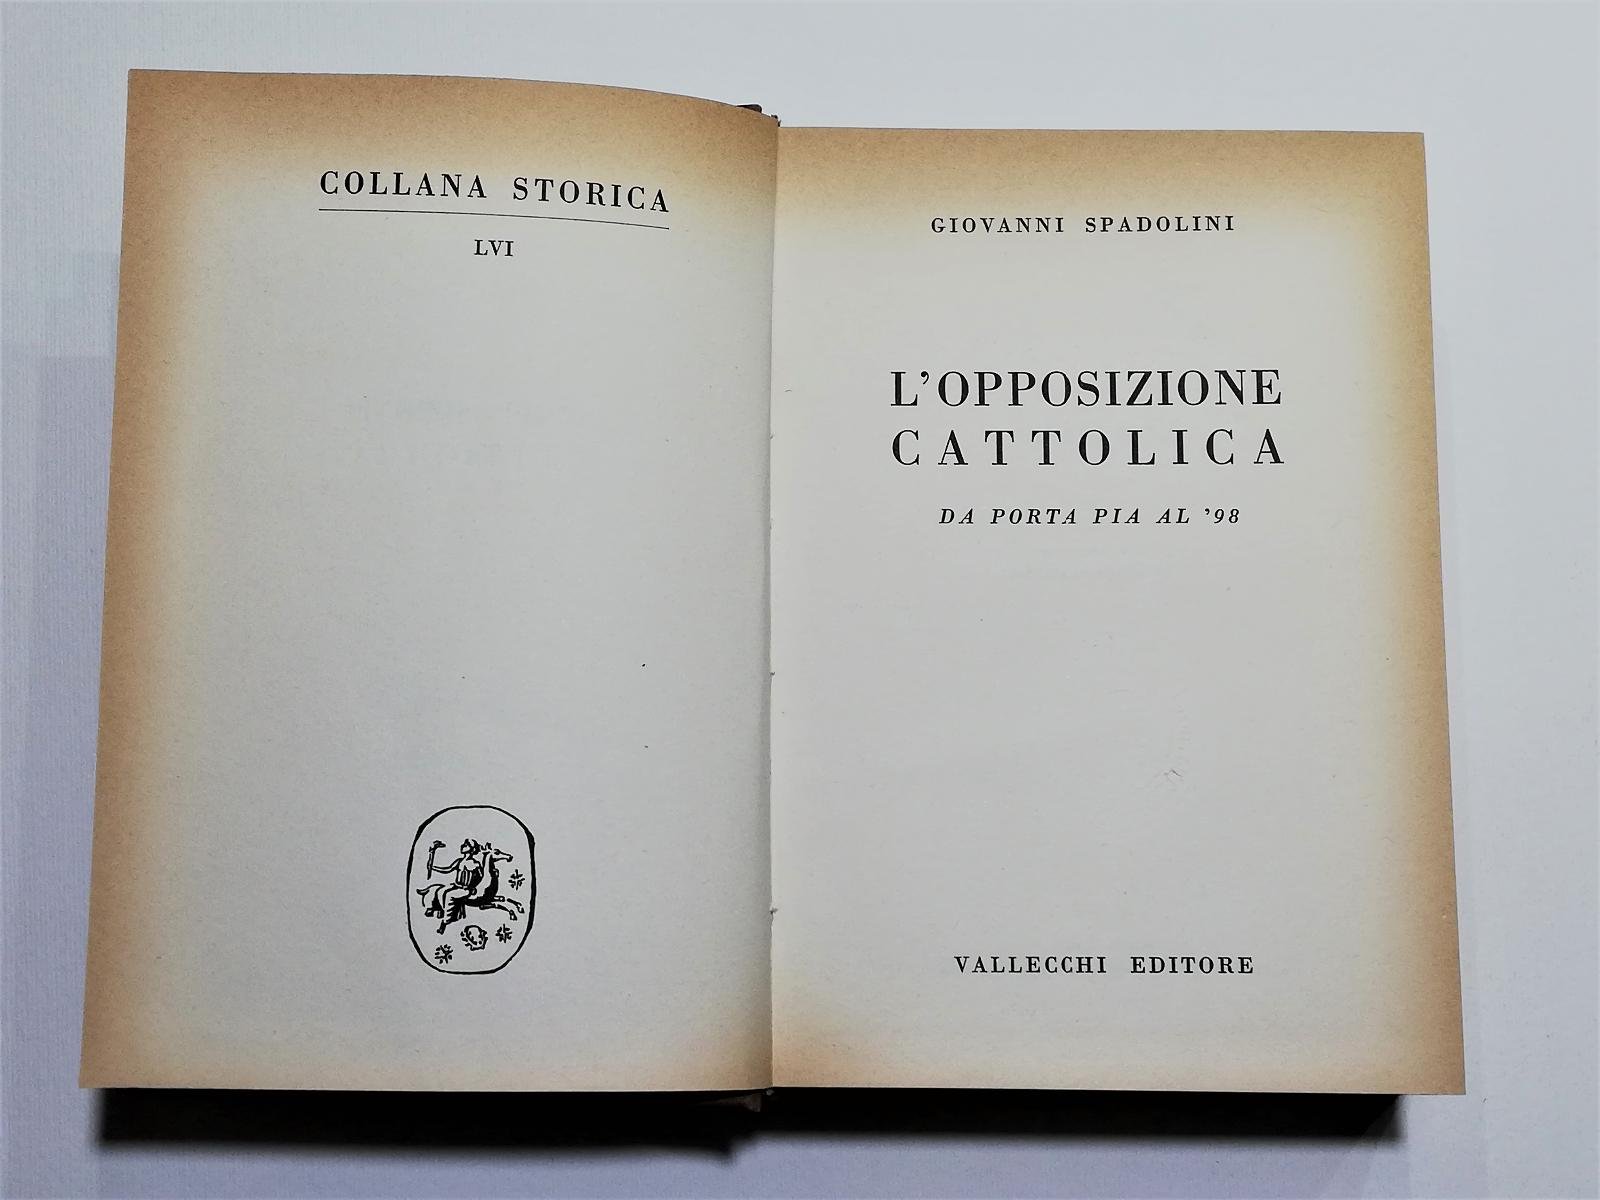 COLLANA STORICA
LVI
GIOVANNI SPADOLINI
L'OPPOSIZIONE
CATTOLICA
DA PORTA PIA AL '98
VALLECCHI EDITORE